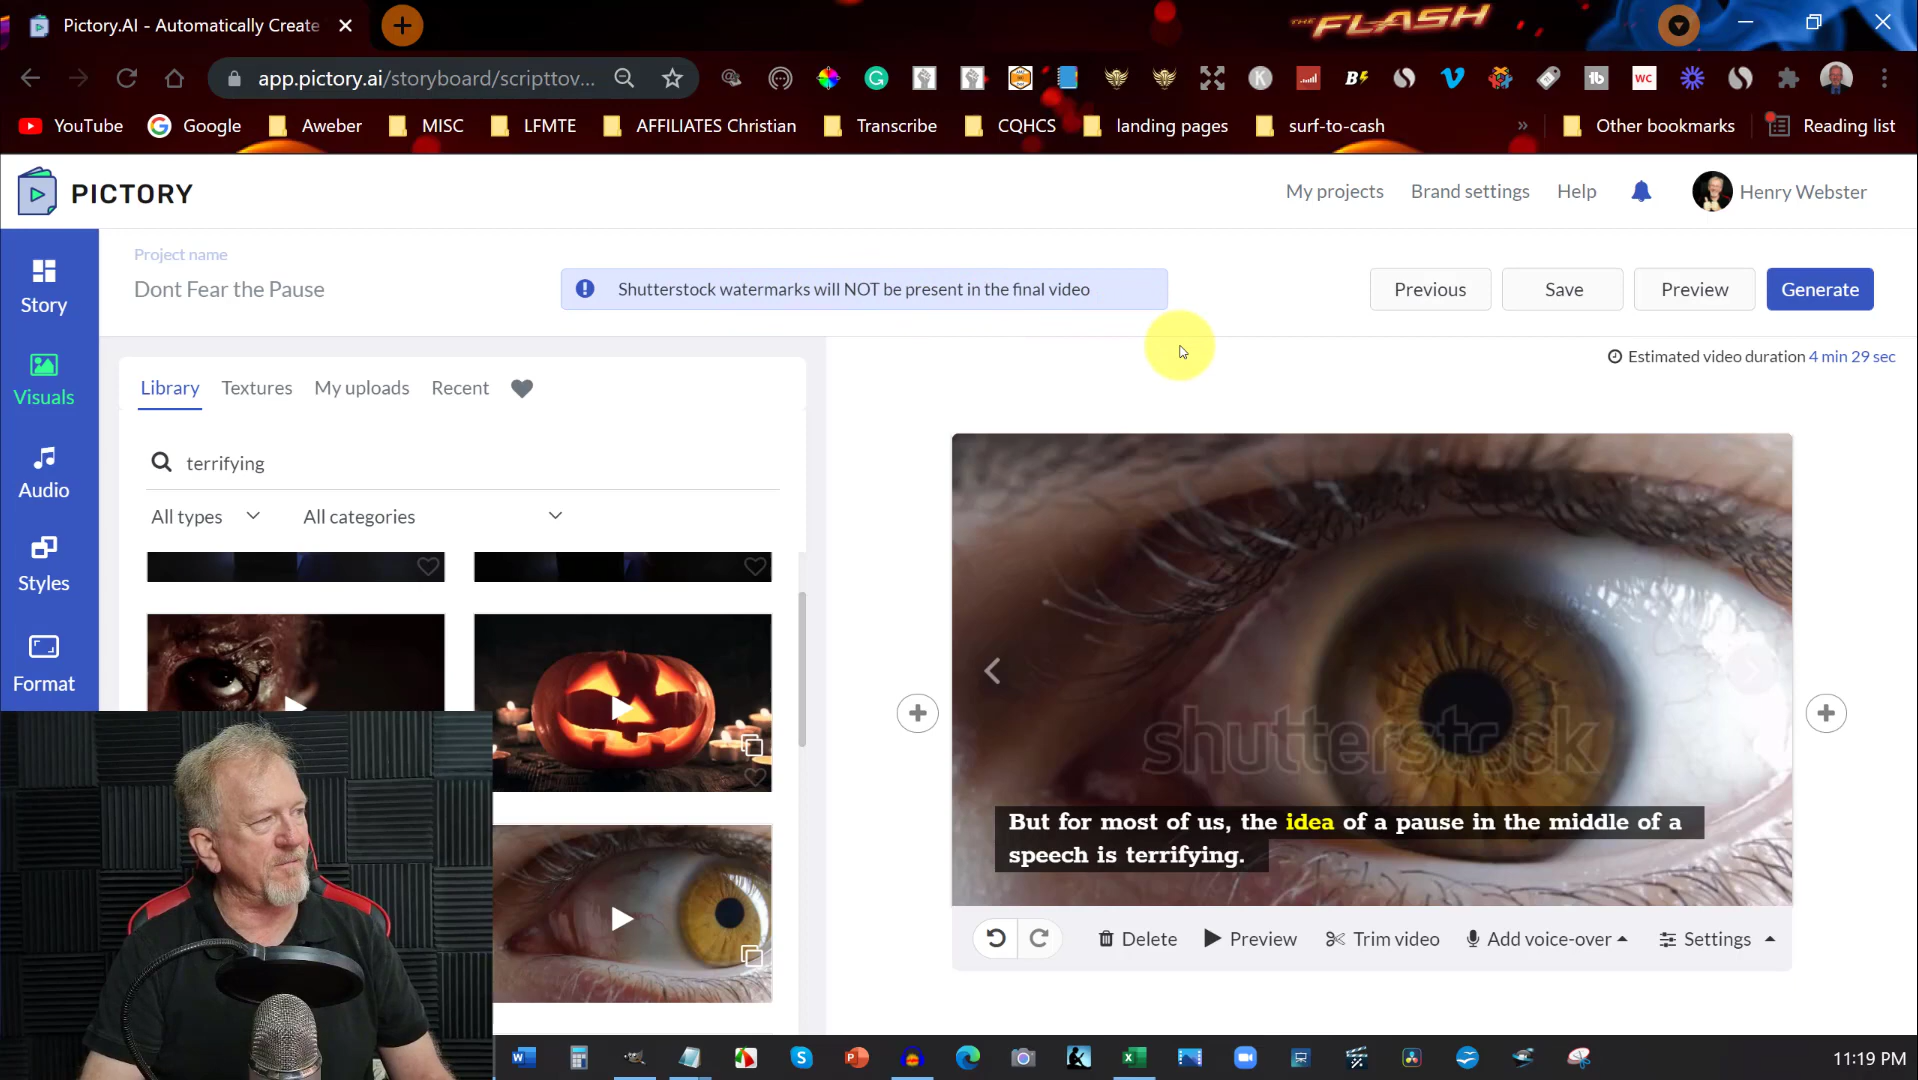 Pictory.AI - Automatically Create
THE FLASH
app.pictory.ai/storyboard/scripttov...
YouTube
Google
Aweber
MISC
LFMTE
AFFILIATES Christian
Transcribe
CQHCS
landing pages
surf-to-cash
Other bookmarks
Reading list
PICTORY
My projects
Brand settings
Help
Henry Webster
Project name
Dont Fear the Pause
Shutterstock watermarks will NOT be present in the final video
Previous
Save
Preview
Generate
Estimated video duration 4 min 29 sec
Story
Visuals
Audio
Styles
Format
Library
Textures
My uploads
Recent
terrifying
All types
All categories
shutterstock
But for most of us, the idea of a pause in the middle of a
speech is terrifying.
Delete
Preview
Trim video
Add voice-over
Settings
11:19 PM